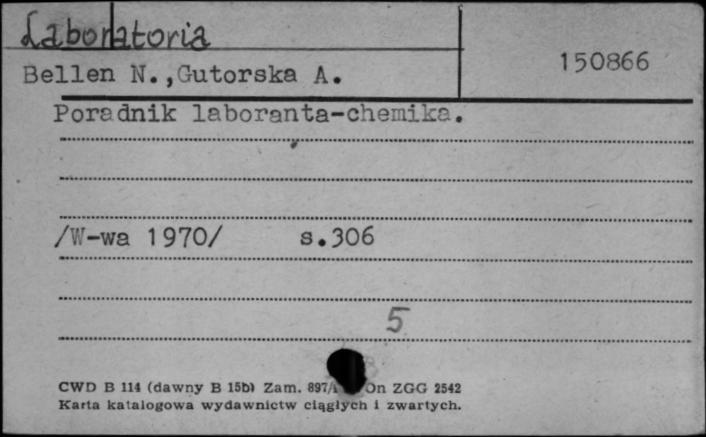 Laboratoria
150866
Bellen N.,Gutorska A.
Poradnik laboranta-chemika.
/W-wa 1970/ s.306
5
CWD B 114 (dawny B 15b) Zam. 897/ On ZGG 2542
Karta katalogowa wydawnictw ciągłych i zwartych.